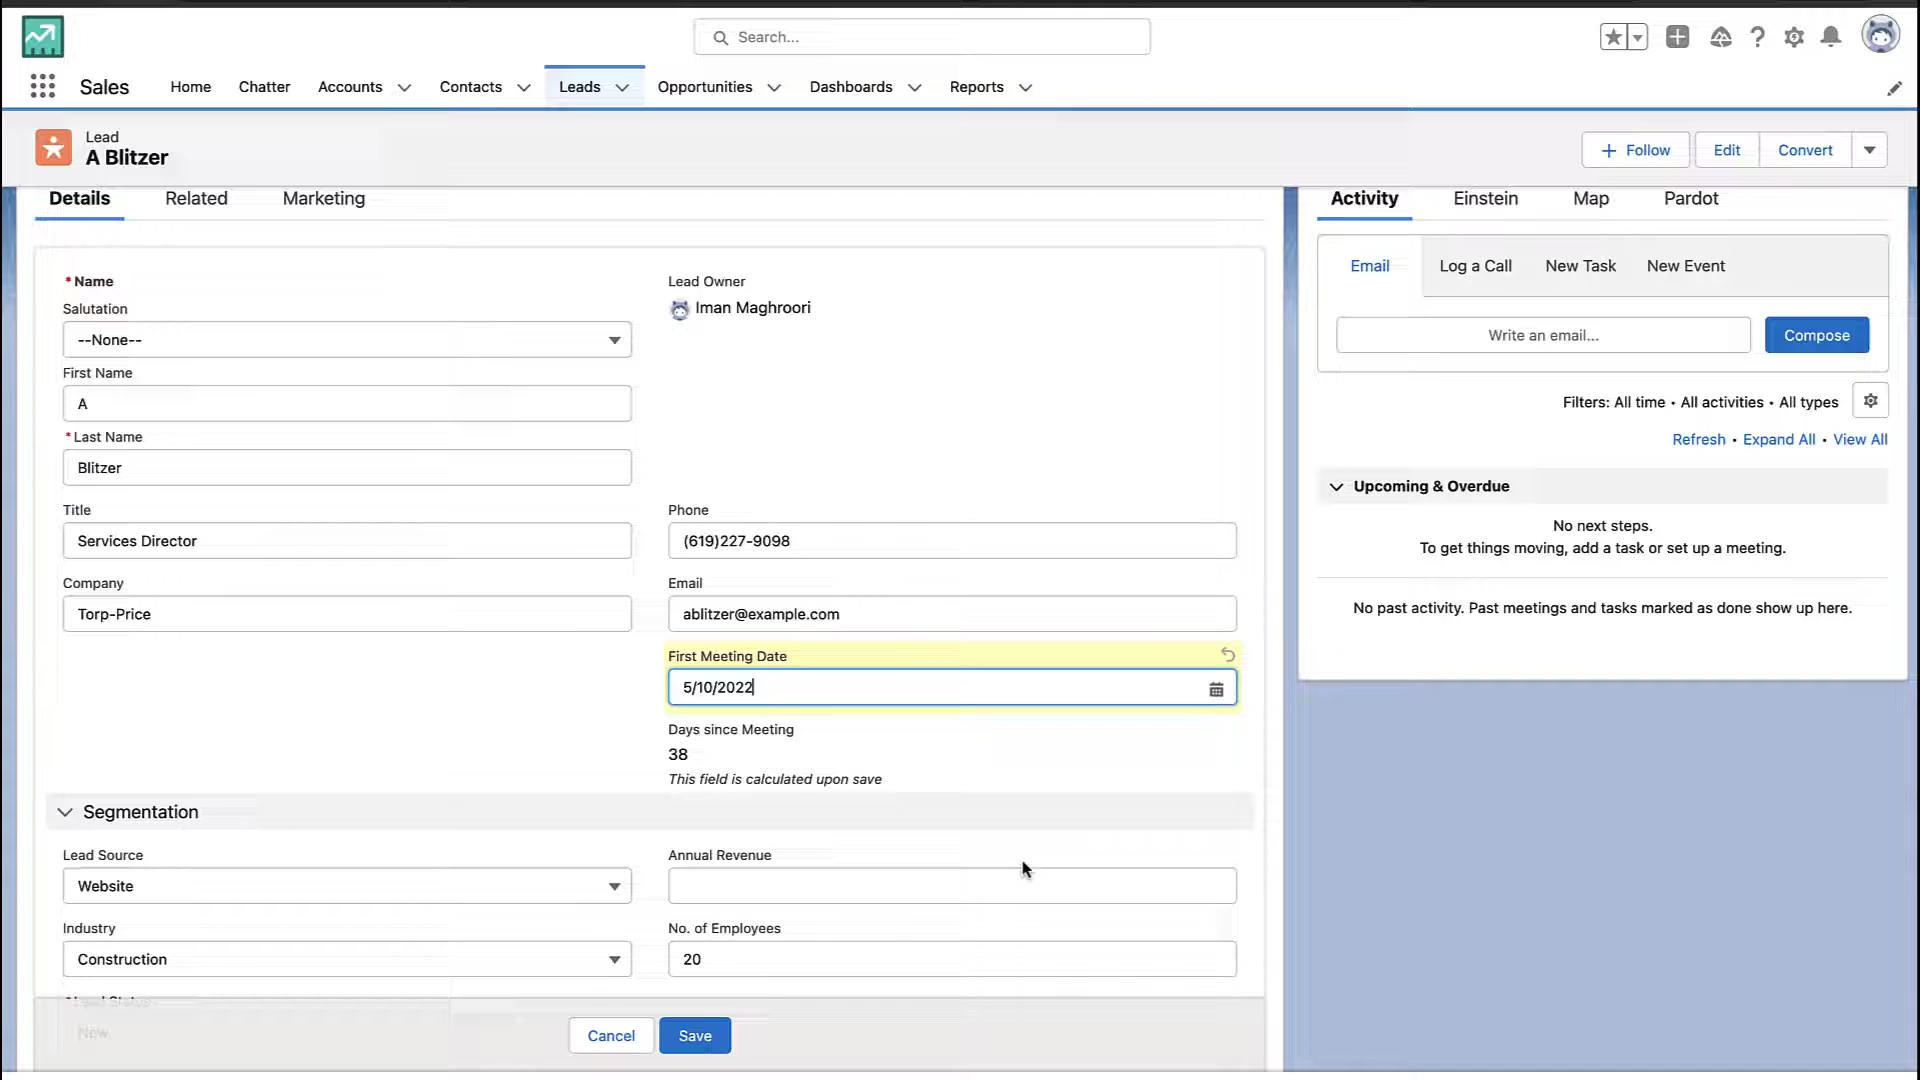 Search...
Sales
Home
Chatter
Accounts
Contacts
Leads
Opportunities
Dashboards
Reports
Lead
A Blitzer
Follow
Edit
Convert
Details
Related
Marketing
* Name
Salutation
--None--
First Name
A
* Last Name
Blitzer
Title
Services Director
Company
Torp-Price
Lead Owner
Iman Maghroori
Phone
(619)227-9098
Email
ablitzer@example.com
First Meeting Date
5/10/2022
Days since Meeting
38
This field is calculated upon save
Segmentation
Lead Source
Website
Annual Revenue
Industry
Construction
No. of Employees
20
* Lead Status
New
Cancel
Save
Activity
Einstein
Map
Pardot
Email
Log a Call
New Task
New Event
Write an email...
Compose
Filters: All time • All activities • All types
Refresh • Expand All • View All
Upcoming & Overdue
No next steps.
To get things moving, add a task or set up a meeting.
No past activity. Past meetings and tasks marked as done show up here.